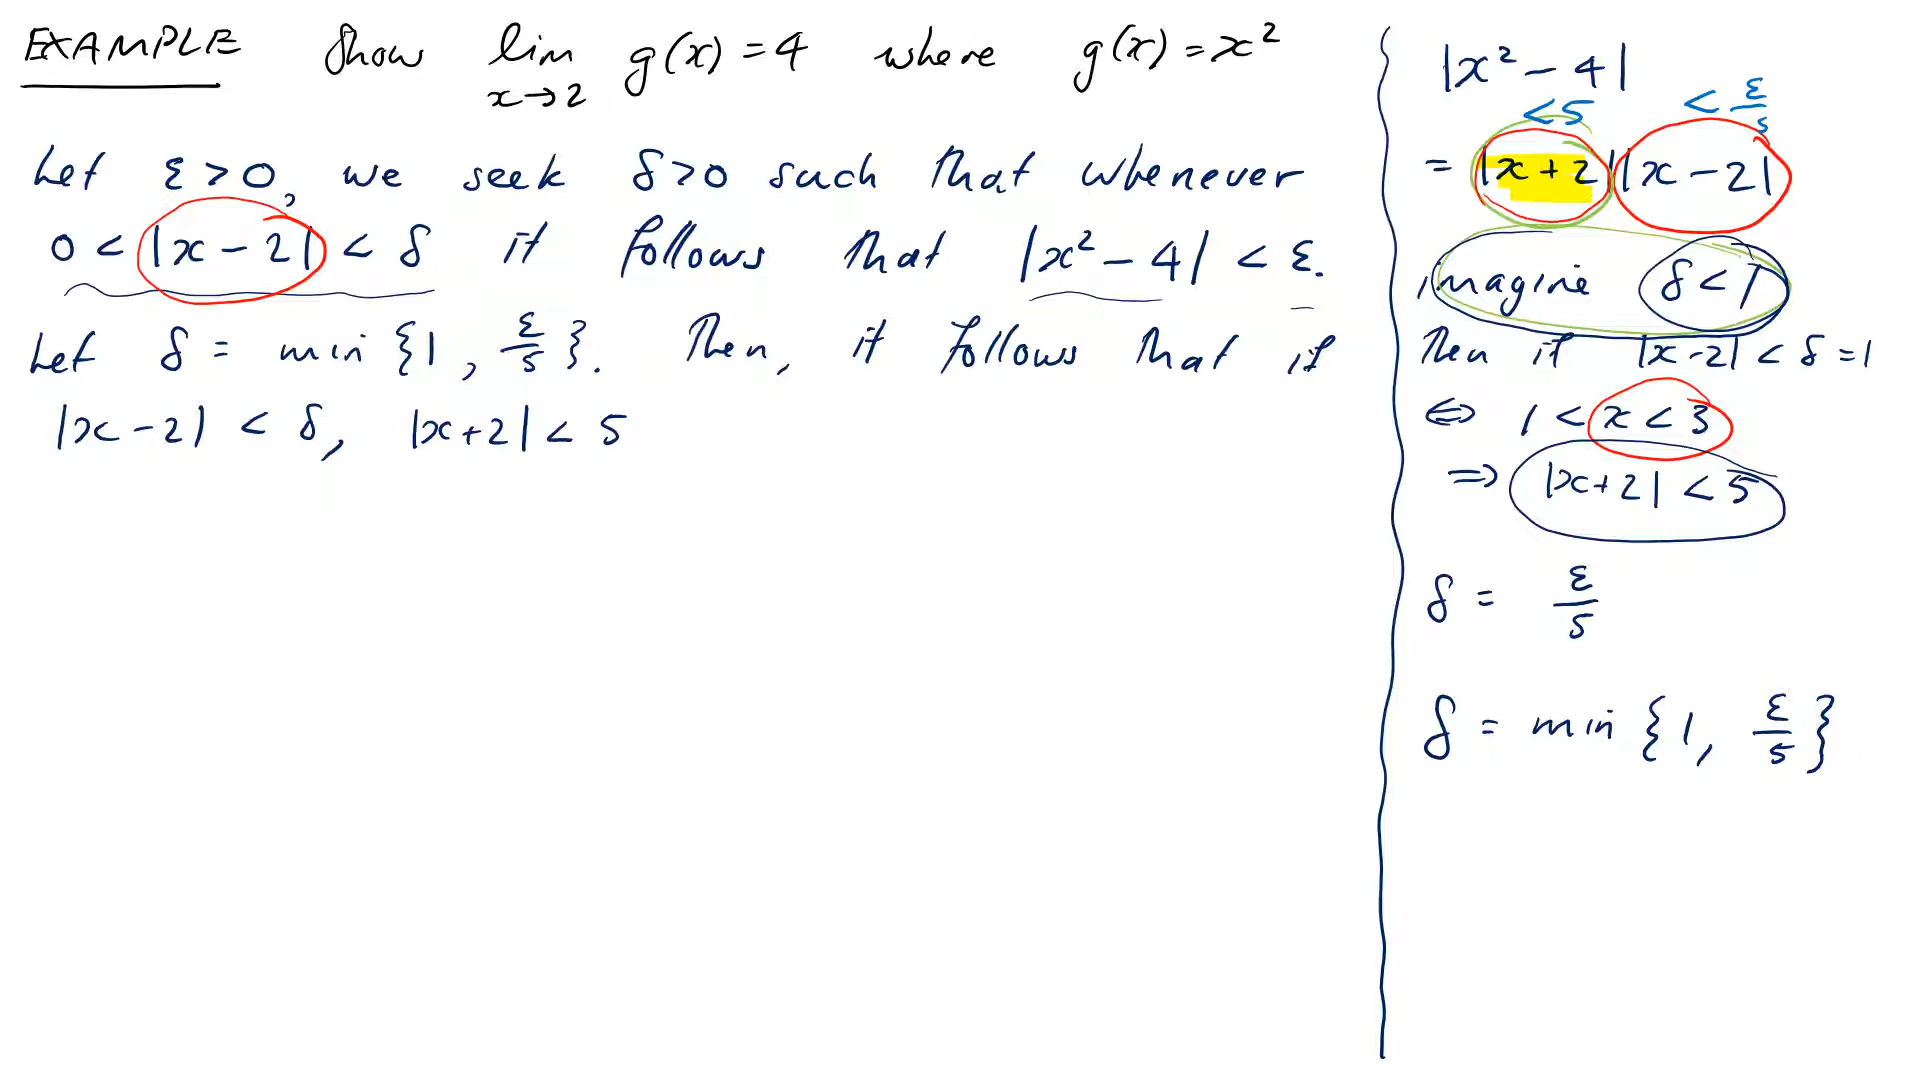 EXAMPLE Show lim x→2 g(x) = 4 where g(x) = x²
Let ε > 0, we seek δ > 0 such that whenever
0 < |x - 2| < δ it follows that |x² - 4| < ε.
Let δ = min {1, ε/5}. Then, it follows that if
|x - 2| < δ, |x + 2| < 5
|x² - 4|
< 5 < ε/5
= |x + 2||x - 2|
imagine δ < 1
Then if |x - 2| < δ = 1
⇔ 1 < x < 3
⇒ |x + 2| < 5
δ = ε/5
δ = min {1, ε/5}